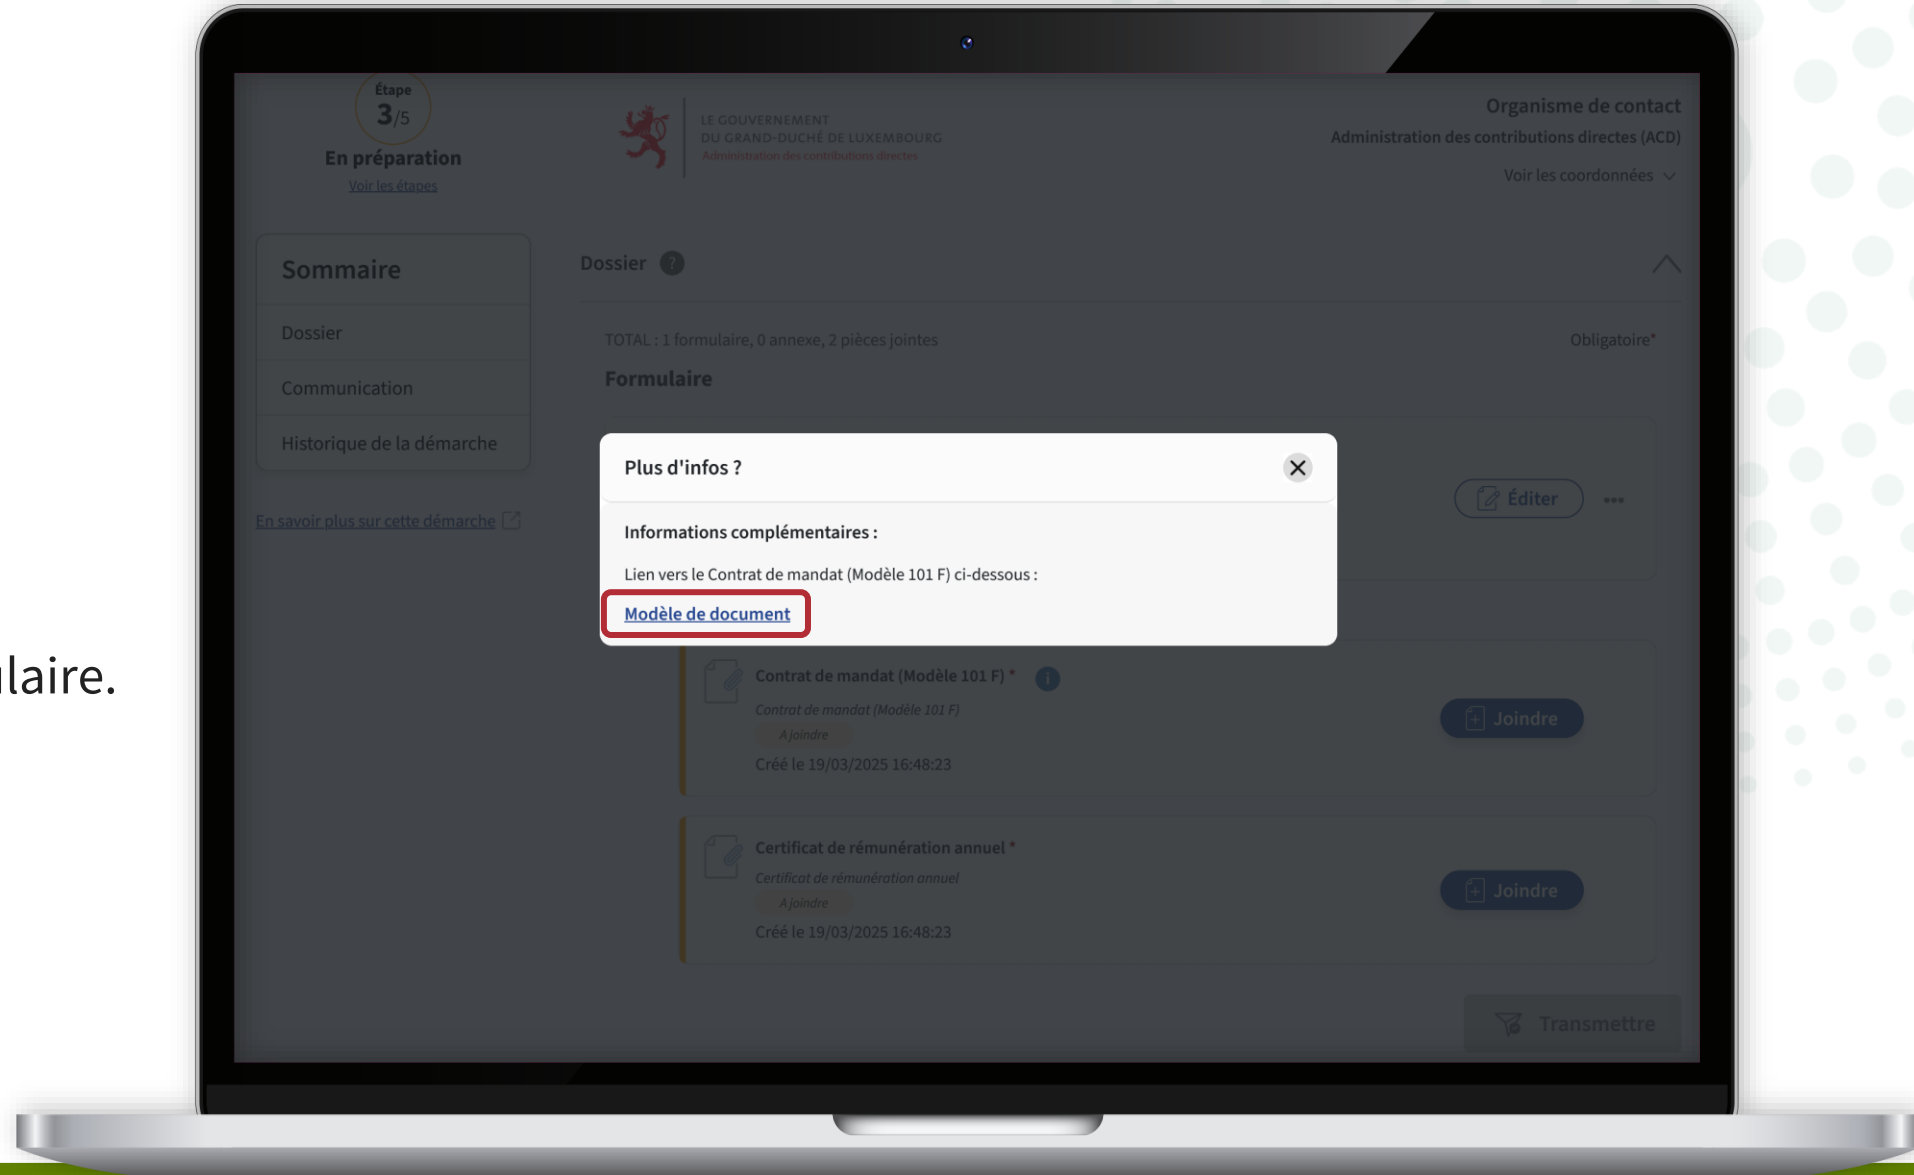 Étape
3/5
En préparation
Voir les étapes
LE GOUVERNEMENT
DU GRAND-DUCHÉ DE LUXEMBOURG
Administration des contributions directes
Organisme de contact
Administration des contributions directes (ACD)
Voir les coordonnées
Sommaire
Dossier
Communication
Historique de la démarche
En savoir plus sur cette démarche
Dossier ?
TOTAL : 1 formulaire, 0 annexe, 2 pièces jointes
Obligatoire*
Formulaire
Éditer
Plus d'infos ?
Informations complémentaires :
Lien vers le Contrat de mandat (Modèle 101 F) ci-dessous :
Modèle de document
laire.
Contrat de mandat (Modèle 101 F) * i
Contrat de mandat (Modèle 101 F)
A joindre
Créé le 19/03/2025 16:48:23
Joindre
Certificat de rémunération annuel *
Certificat de rémunération annuel
A joindre
Créé le 19/03/2025 16:48:23
Joindre
Transmettre